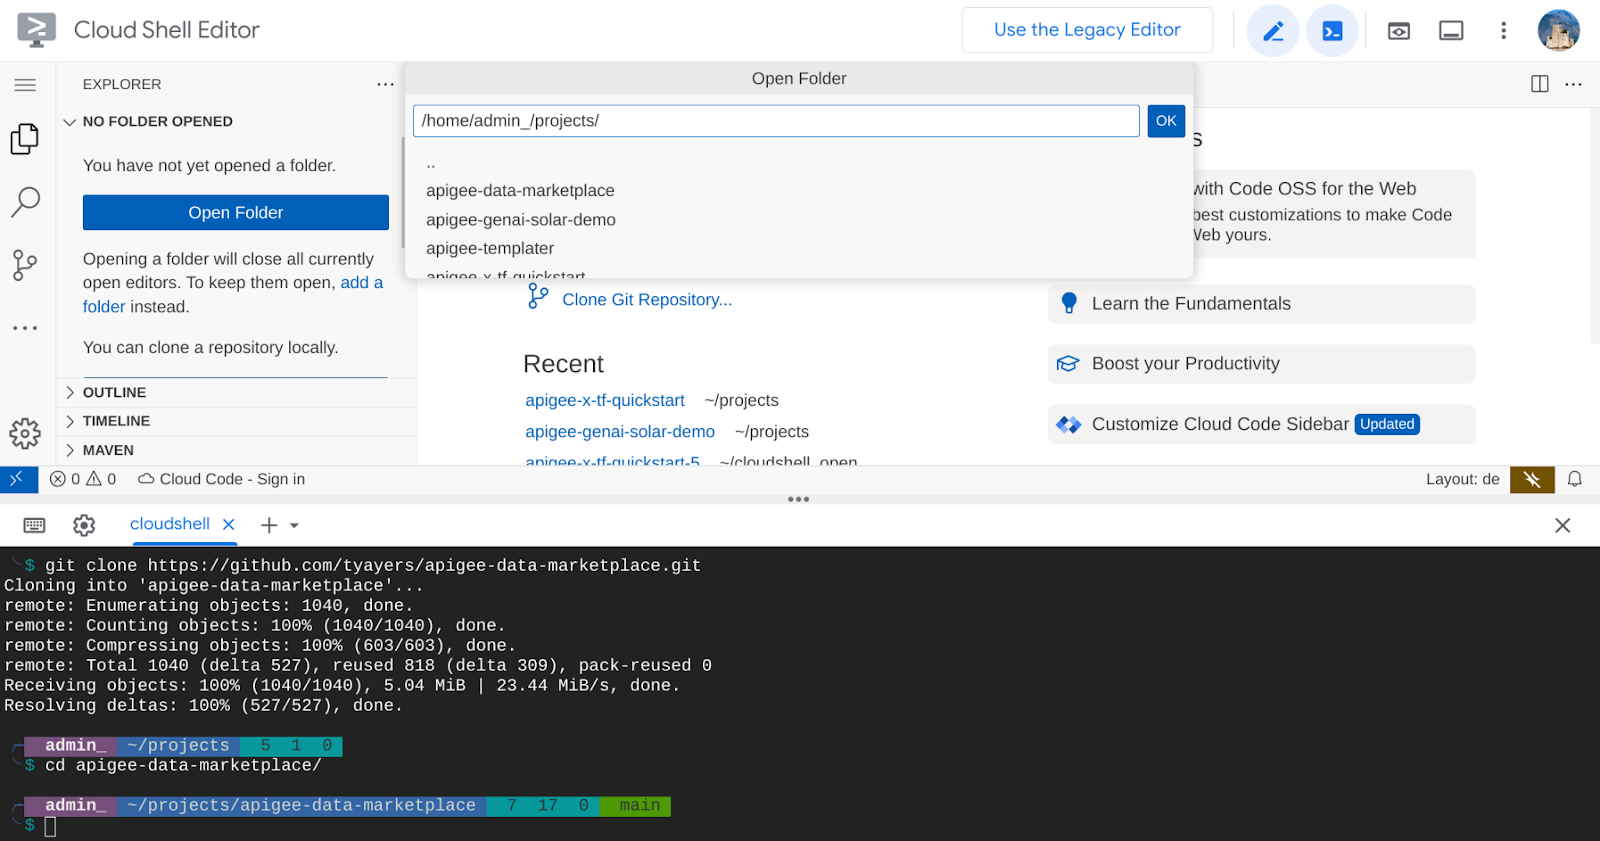 Cloud Shell Editor
Use the Legacy Editor
EXPLORER
NO FOLDER OPENED
You have not yet opened a folder.
Open Folder
Opening a folder will close all currently
open editors. To keep them open, add a
folder instead.
You can clone a repository locally.
OUTLINE
TIMELINE
MAVEN
Open Folder
/home/admin_/projects/
OK
..
apigee-data-marketplace
apigee-genai-solar-demo
apigee-templater
apigee-x-tf-quickstart
s
with Code OSS for the Web
best customizations to make Code
Web yours.
Clone Git Repository...
Learn the Fundamentals
Recent
Boost your Productivity
apigee-x-tf-quickstart ~/projects
Customize Cloud Code Sidebar Updated
apigee-genai-solar-demo ~/projects
apigee-x-tf-quickstart-5 ~/cloudshell_open
0 0 Cloud Code - Sign in
Layout: de
cloudshell
$ git clone https://github.com/tyayers/apigee-data-marketplace.git
Cloning into 'apigee-data-marketplace'...
remote: Enumerating objects: 1040, done.
remote: Counting objects: 100% (1040/1040), done.
remote: Compressing objects: 100% (603/603), done.
remote: Total 1040 (delta 527), reused 818 (delta 309), pack-reused 0
Receiving objects: 100% (1040/1040), 5.04 MiB | 23.44 MiB/s, done.
Resolving deltas: 100% (527/527), done.
admin_ ~/projects 5 1 0
$ cd apigee-data-marketplace/
admin_ ~/projects/apigee-data-marketplace 7 17 0 main
$